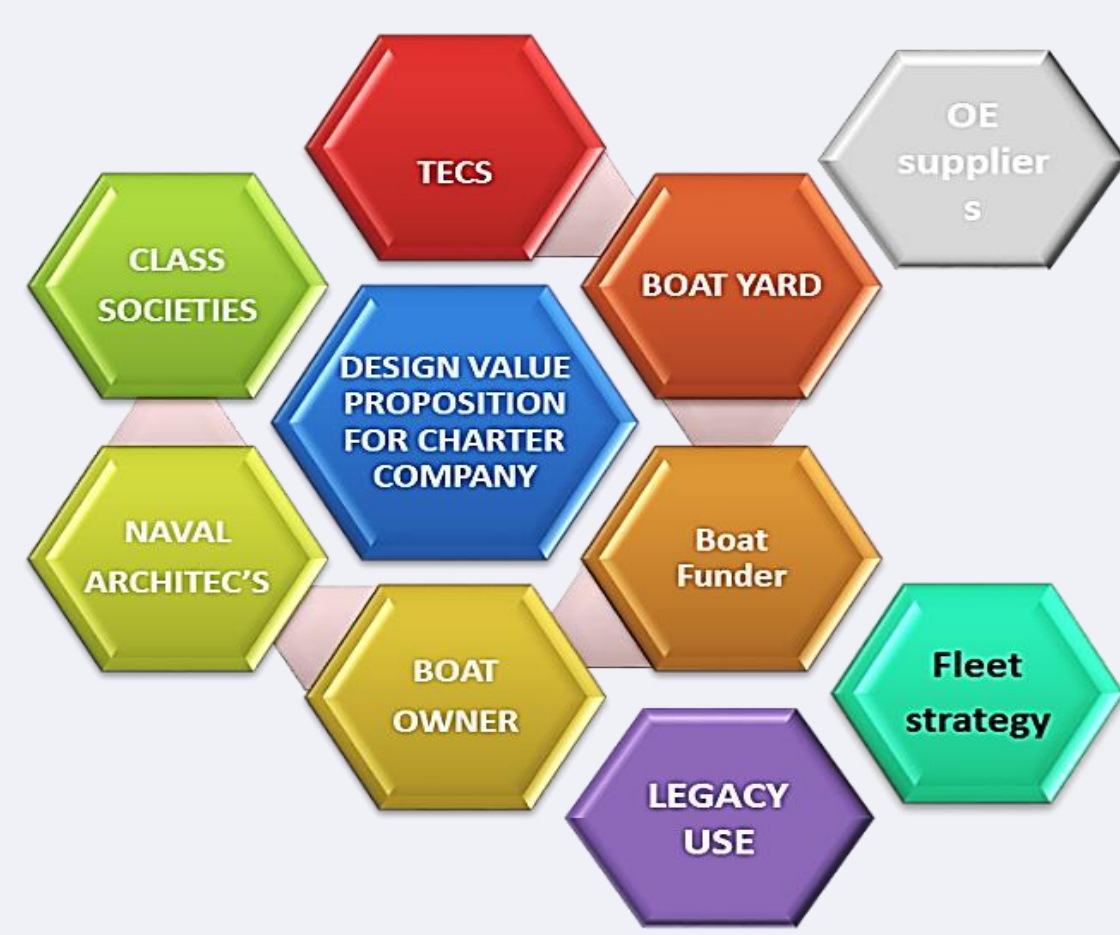 TECS
OE
supplier
s
CLASS
SOCIETIES
BOAT YARD
DESIGN VALUE
PROPOSITION
FOR CHARTER
COMPANY
NAVAL
ARCHITEC’S
Boat
Funder
BOAT
OWNER
Fleet
strategy
LEGACY
USE